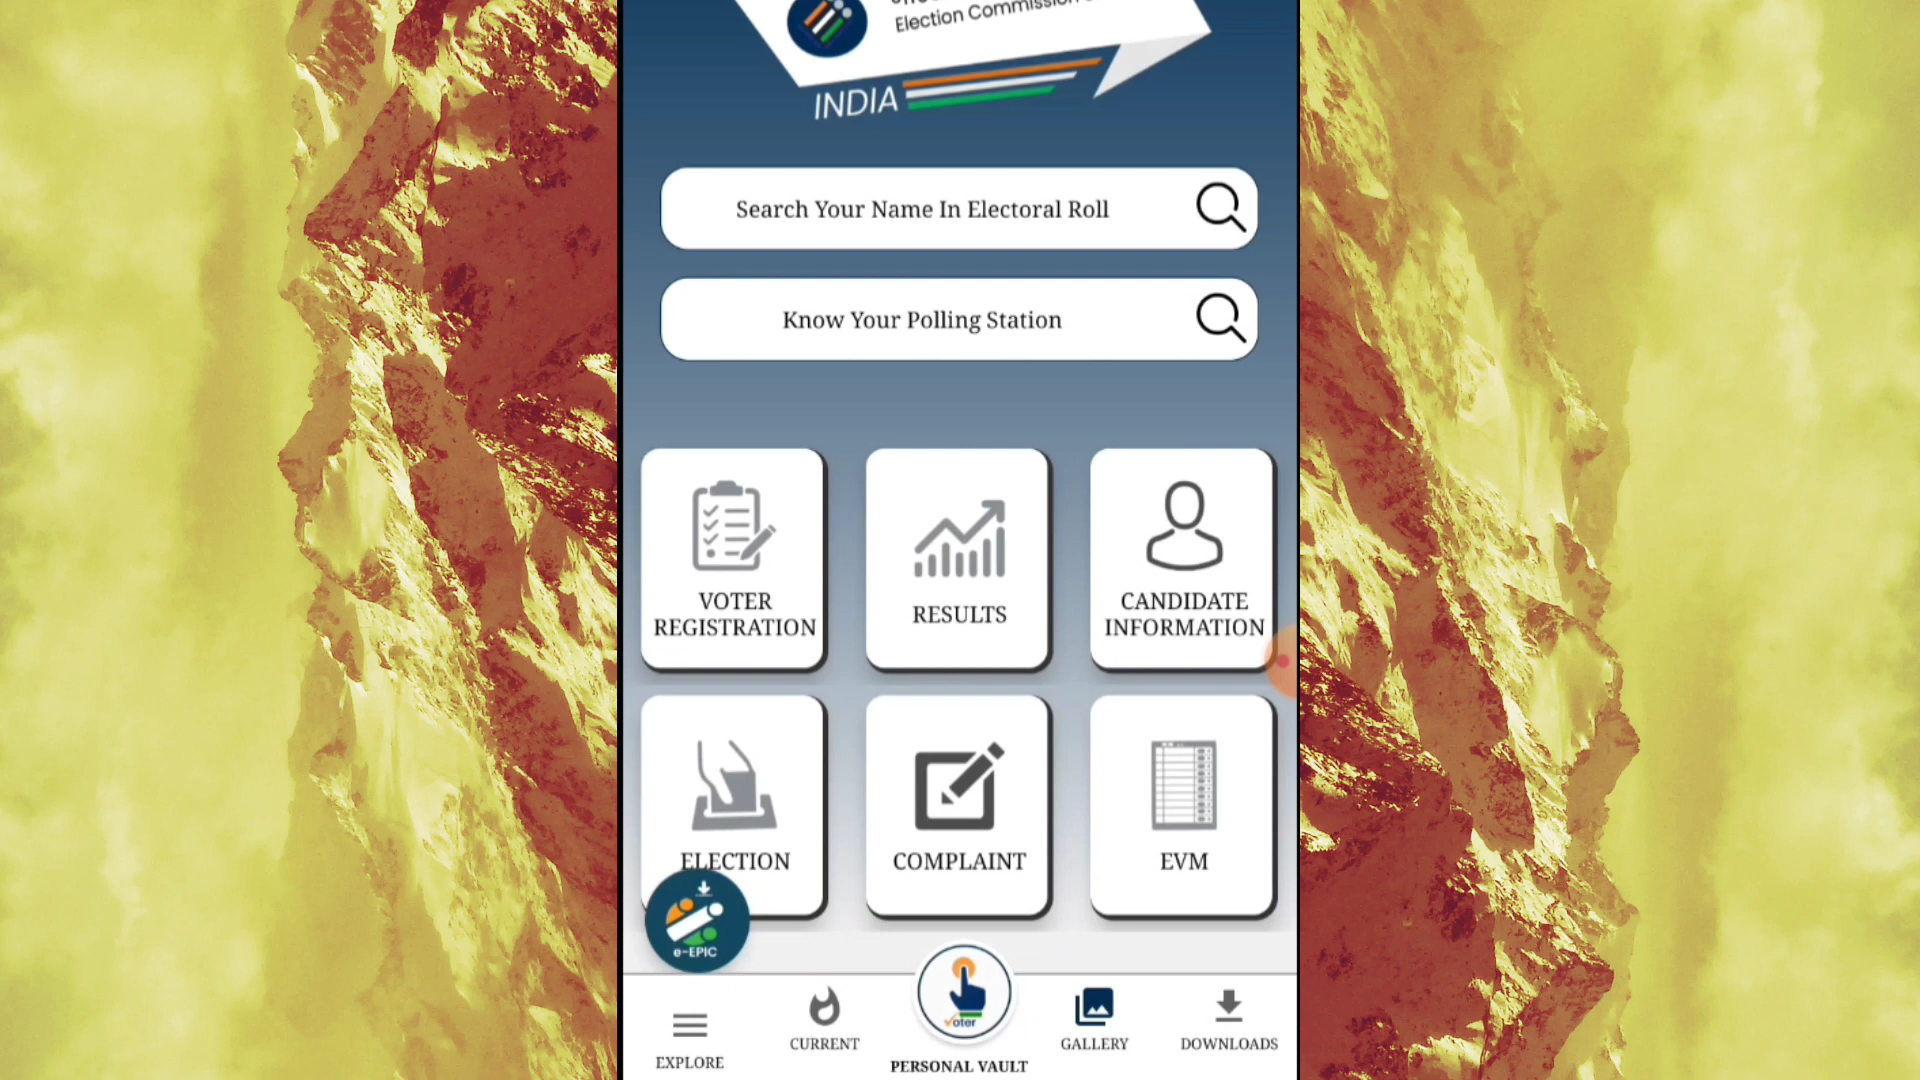 Election Commission
INDIA
Search Your Name In Electoral Roll
Know Your Polling Station
VOTER
REGISTRATION
RESULTS
CANDIDATE
INFORMATION
ELECTION
COMPLAINT
EVM
e-EPIC
Voter
EXPLORE
CURRENT
PERSONAL VAULT
GALLERY
DOWNLOADS